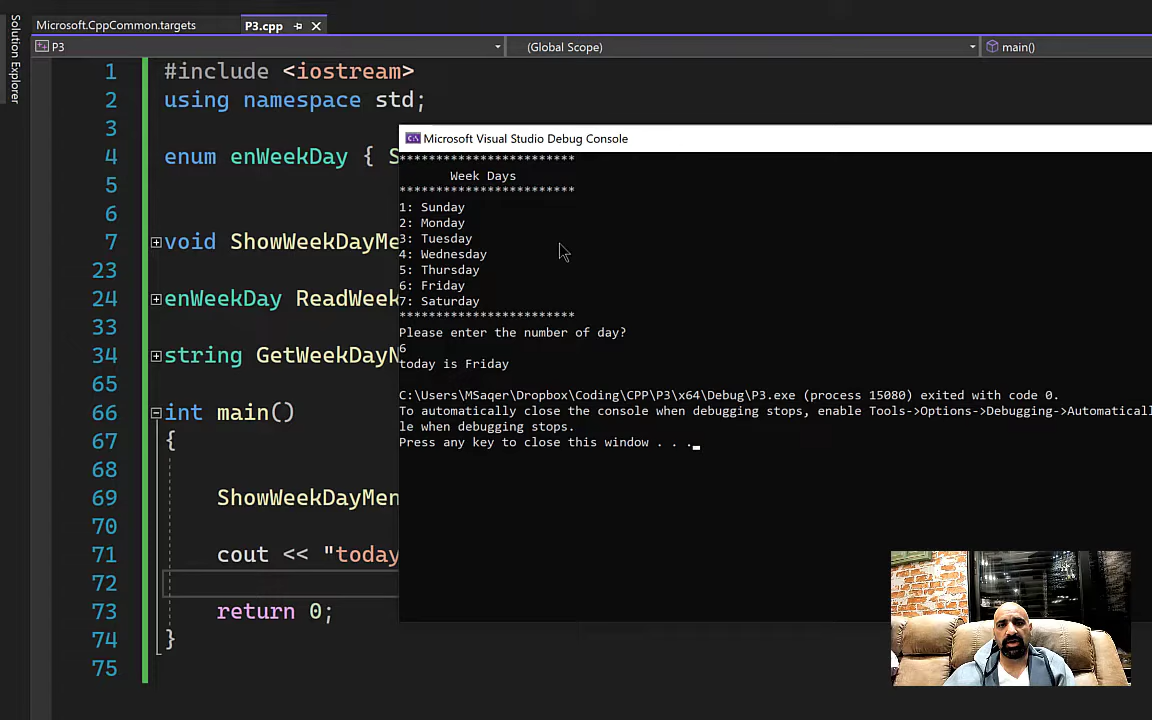 Solution Explorer
Microsoft.CppCommon.targets P3.cpp
P3 (Global Scope) main()
1 #include <iostream>
2 using namespace std;
3
4 enum enWeekDay {
5
6
7 void ShowWeekDayMe
23
24 enWeekDay ReadWeek
33
34 string GetWeekDayN
65
66 int main()
67 {
68
69 ShowWeekDayMen
70
71 cout << "today
72
73 return 0;
74 }
75
Microsoft Visual Studio Debug Console
************************
Week Days
************************
1: Sunday
2: Monday
3: Tuesday
4: Wednesday
5: Thursday
6: Friday
7: Saturday
************************
Please enter the number of day?
6
today is Friday
C:\Users\MSaqer\Dropbox\Coding\CPP\P3\x64\Debug\P3.exe (process 15080) exited with code 0.
To automatically close the console when debugging stops, enable Tools->Options->Debugging->Automaticall
le when debugging stops.
Press any key to close this window . . .